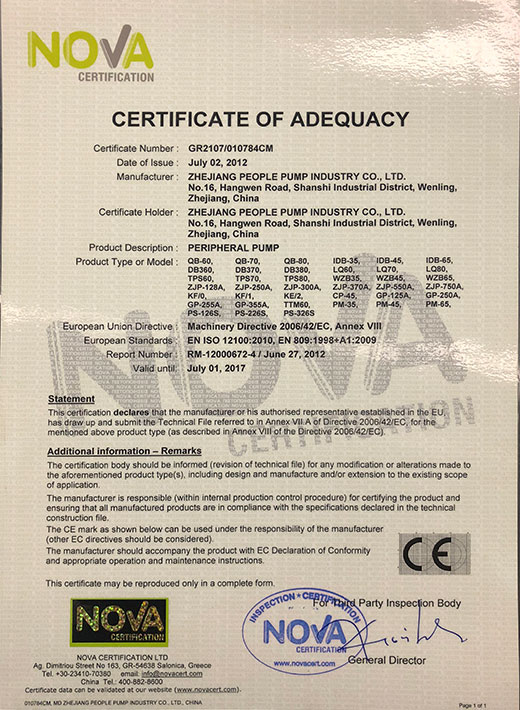 NOVA
CERTIFICATION
CERTIFICATE OF ADEQUACY
Certificate Number : GR2107/010784CM
Date of Issue : July 02, 2012
Manufacturer : ZHEJIANG PEOPLE PUMP INDUSTRY CO., LTD.
No.16, Hangwen Road, Shanshi Industrial District, Wenling,
Zhejiang, China
Certificate Holder : ZHEJIANG PEOPLE PUMP INDUSTRY CO., LTD.
No.16, Hangwen Road, Shanshi Industrial District, Wenling,
Zhejiang, China
Product Description : PERIPHERAL PUMP
Product Type or Model : QB-60, QB-70, QB-80, IDB-35, IDB-45, IDB-65,
DB360, DB370, DB380, LQ60, LQ70, LQ80,
TPS60, TPS70, TPS80, WZB35, WZB45, WZB65,
ZJP-128A, ZJP-250A, ZJP-300A, ZJP-370A, ZJP-550A, ZJP-750A,
KF/0, KF/1, KE/2, CP-45, GP-125A, GP-250A,
GP-255A, GP-355A, TTM60, PM-35, PM-45, PM-65,
PS-126S, PS-226S, PS-326S
European Union Directive : Machinery Directive 2006/42/EC, Annex VIII
European Standards : EN ISO 12100:2010, EN 809:1998+A1:2009
Report Number : RM-12000672-4 / June 27, 2012
Valid until: July 01, 2017
NOVA
CERTIFICATION
Statement
This certification declares that the manufacturer or his authorised representative established in the EU,
has draw up and submit the Technical File referred to in Annex VII.A of Directive 2006/42/EC, for the
mentioned above product type (as described in Annex VIII of the Directive 2006/42/EC).
Additional information – Remarks
The certification body should be informed (revision of technical file) for any modification or alterations made to
the aforementioned product type(s), including design and manufacture and/or extension to the existing scope
of application.
The manufacturer is responsible (within internal production control procedure) for certifying the product and
ensuring that all manufactured products are in compliance with the specifications declared in the technical
construction file.
The CE mark as shown below can be used under the responsibility of the manufacturer
(other EC directives should be considered).
The manufacturer should accompany the product with EC Declaration of Conformity
and appropriate operation and maintenance instructions.
CE
This certificate may be reproduced only in a complete form.
For Third Party Inspection Body
INSPECTION * CERTIFICATION
NOVA
CERTIFICATION
www.novacert.com
General Director
NOVA
CERTIFICATION
NOVA CERTIFICATION LTD
Ag. Dimitriou Street No 163, GR-54638 Salonica, Greece
Tel. +30-23410-70380 email: info@novacert.com
China Tel.: 400-882-8600
Certificate data can be validated at our website (www.novacert.com).
010784CM, MD ZHEJIANG PEOPLE PUMP INDUSTRY CO., LTD., CHINA
Page 1 of 1